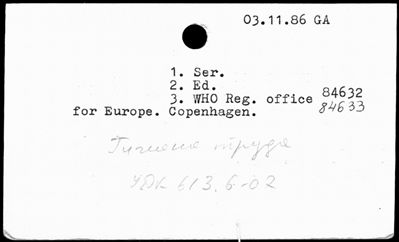 03.11.86 GA
1. Ser.
2. Ed.
3. WHO Reg. office 84632
84633
for Europe. Copenhagen.
Гигиена труда
УДК 613.6-02